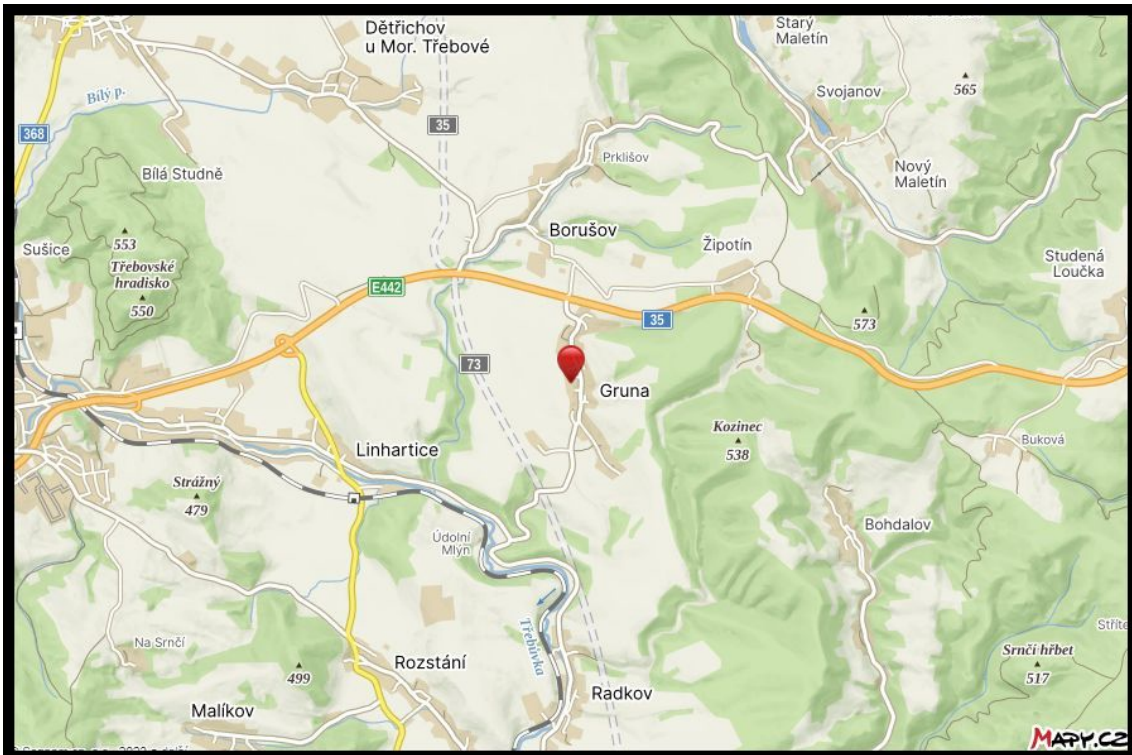 Dětřichov
u Mor. Třebové
Starý
Maletín
565
Svojanov
Bílý p.
35
368
Prklišov
Bílá Studně
Nový
Maletín
553
Sušice
Borušov
Žipotín
Třebovské
hradisko
550
Studená
Loučka
E442
35
573
73
Gruna
Kozinec
538
Buková
Linhartice
Strážný
479
Bohdalov
Údolní
Mlýn
Třebůvka
Na Srnčí
499
Rozstání
Radkov
Malíkov
Srnčí hřbet
517
MAPY.CZ